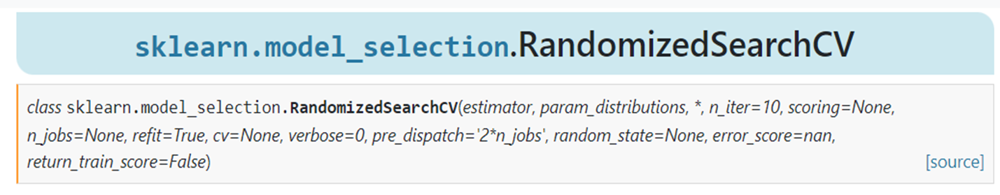 sklearn.model_selection.RandomizedSearchCV
class sklearn.model_selection.RandomizedSearchCV(estimator, param_distributions, *, n_iter=10, scoring=None,
n_jobs=None, refit=True, cv=None, verbose=0, pre_dispatch='2*n_jobs', random_state=None, error_score=nan,
return_train_score=False)
[source]